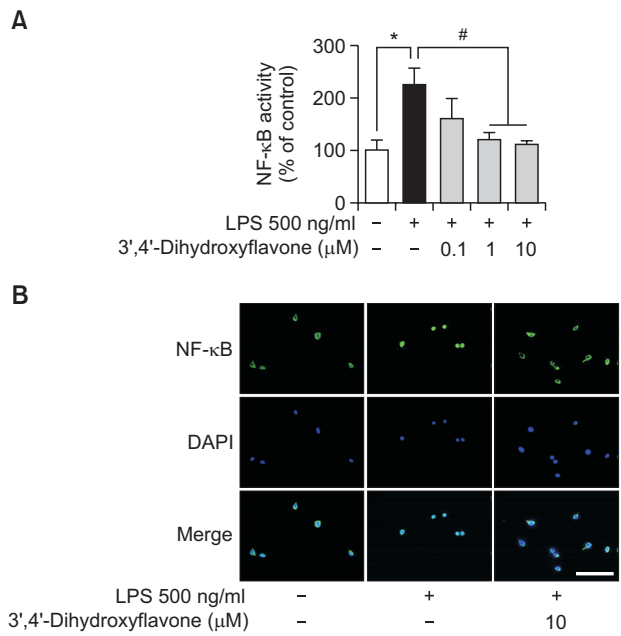 A
NF-κB activity
(% of control)
300
200
100
0
* #
LPS 500 ng/ml – + + + +
3',4'-Dihydroxyflavone (μM) – – 0.1 1 10
B
NF-κB
DAPI
Merge
LPS 500 ng/ml – + +
3',4'-Dihydroxyflavone (μM) – – 10